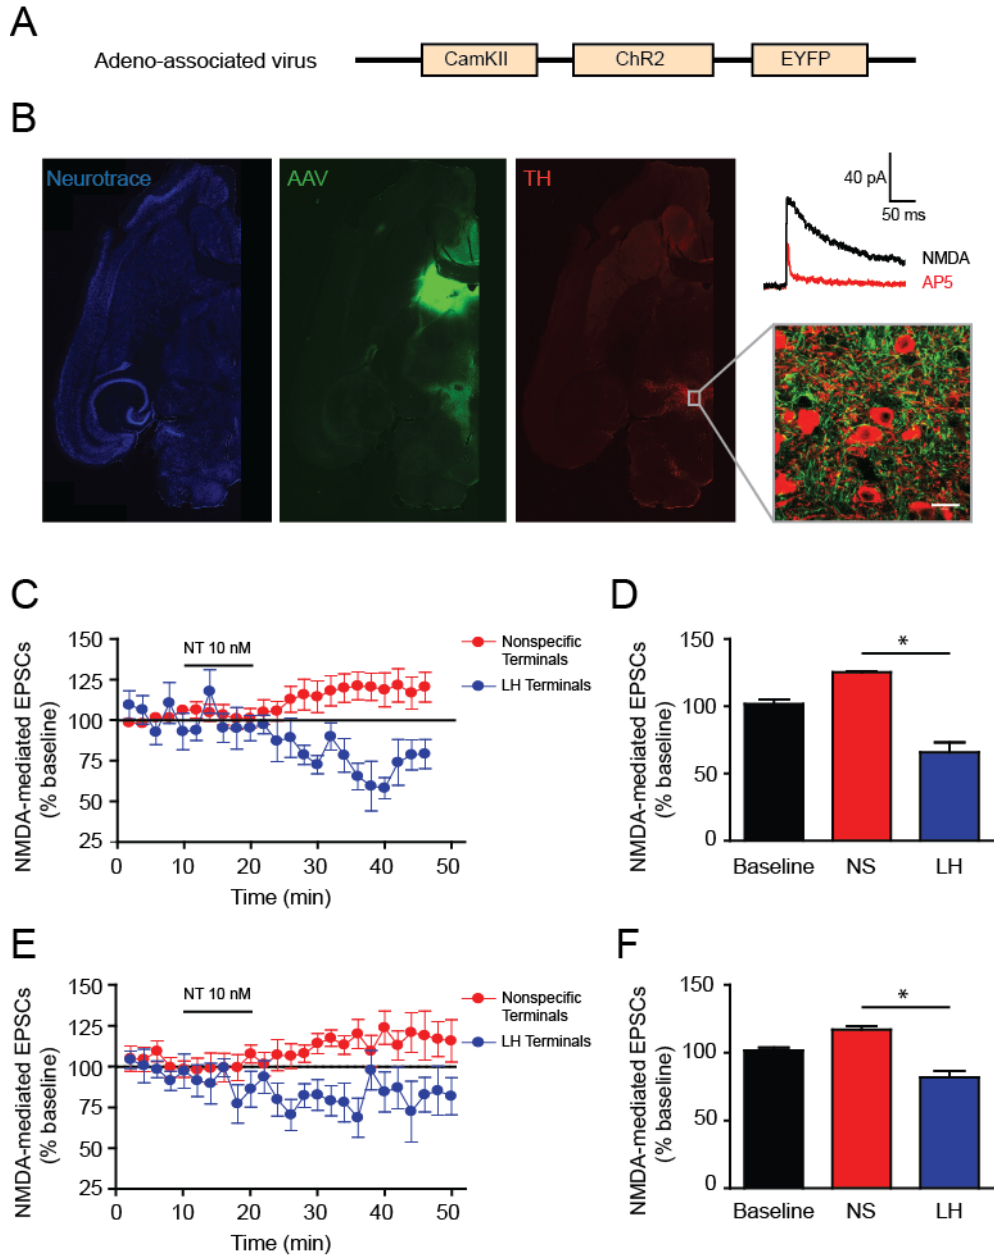 A
Adeno-associated virus
CamKII
ChR2
EYFP
B
Neurotrace
AAV
TH
40 pA
50 ms
NMDA
AP5
C
NMDA-mediated EPSCs
(% baseline)
150
125
100
75
50
25
NT 10 nM
Nonspecific
Terminals
LH Terminals
0
10
20
30
40
50
Time (min)
D
NMDA-mediated EPSCs
(% baseline)
150
100
50
0
*
Baseline
NS
LH
E
NMDA-mediated EPSCs
(% baseline)
150
125
100
75
50
25
NT 10 nM
Nonspecific
Terminals
LH Terminals
0
10
20
30
40
50
Time (min)
F
NMDA-mediated EPSCs
(% baseline)
150
100
50
0
*
Baseline
NS
LH